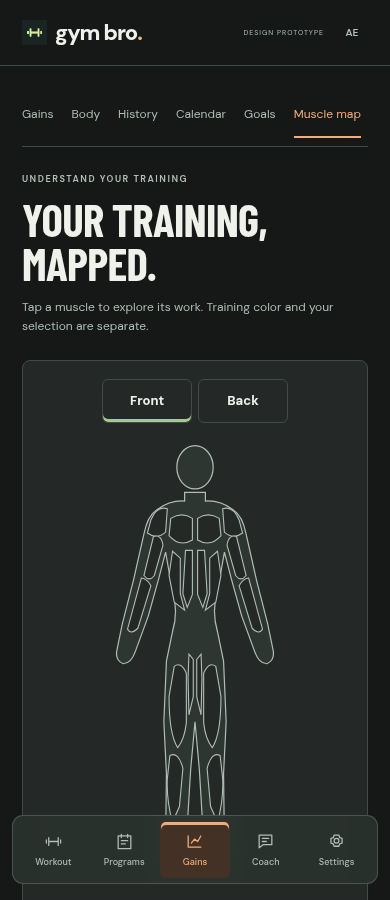 gym bro.
DESIGN PROTOTYPE
AE
Gains Body History Calendar Goals Muscle map
UNDERSTAND YOUR TRAINING
YOUR TRAINING,
MAPPED.
Tap a muscle to explore its work. Training color and your
selection are separate.
Front Back
Workout Programs Gains Coach Settings